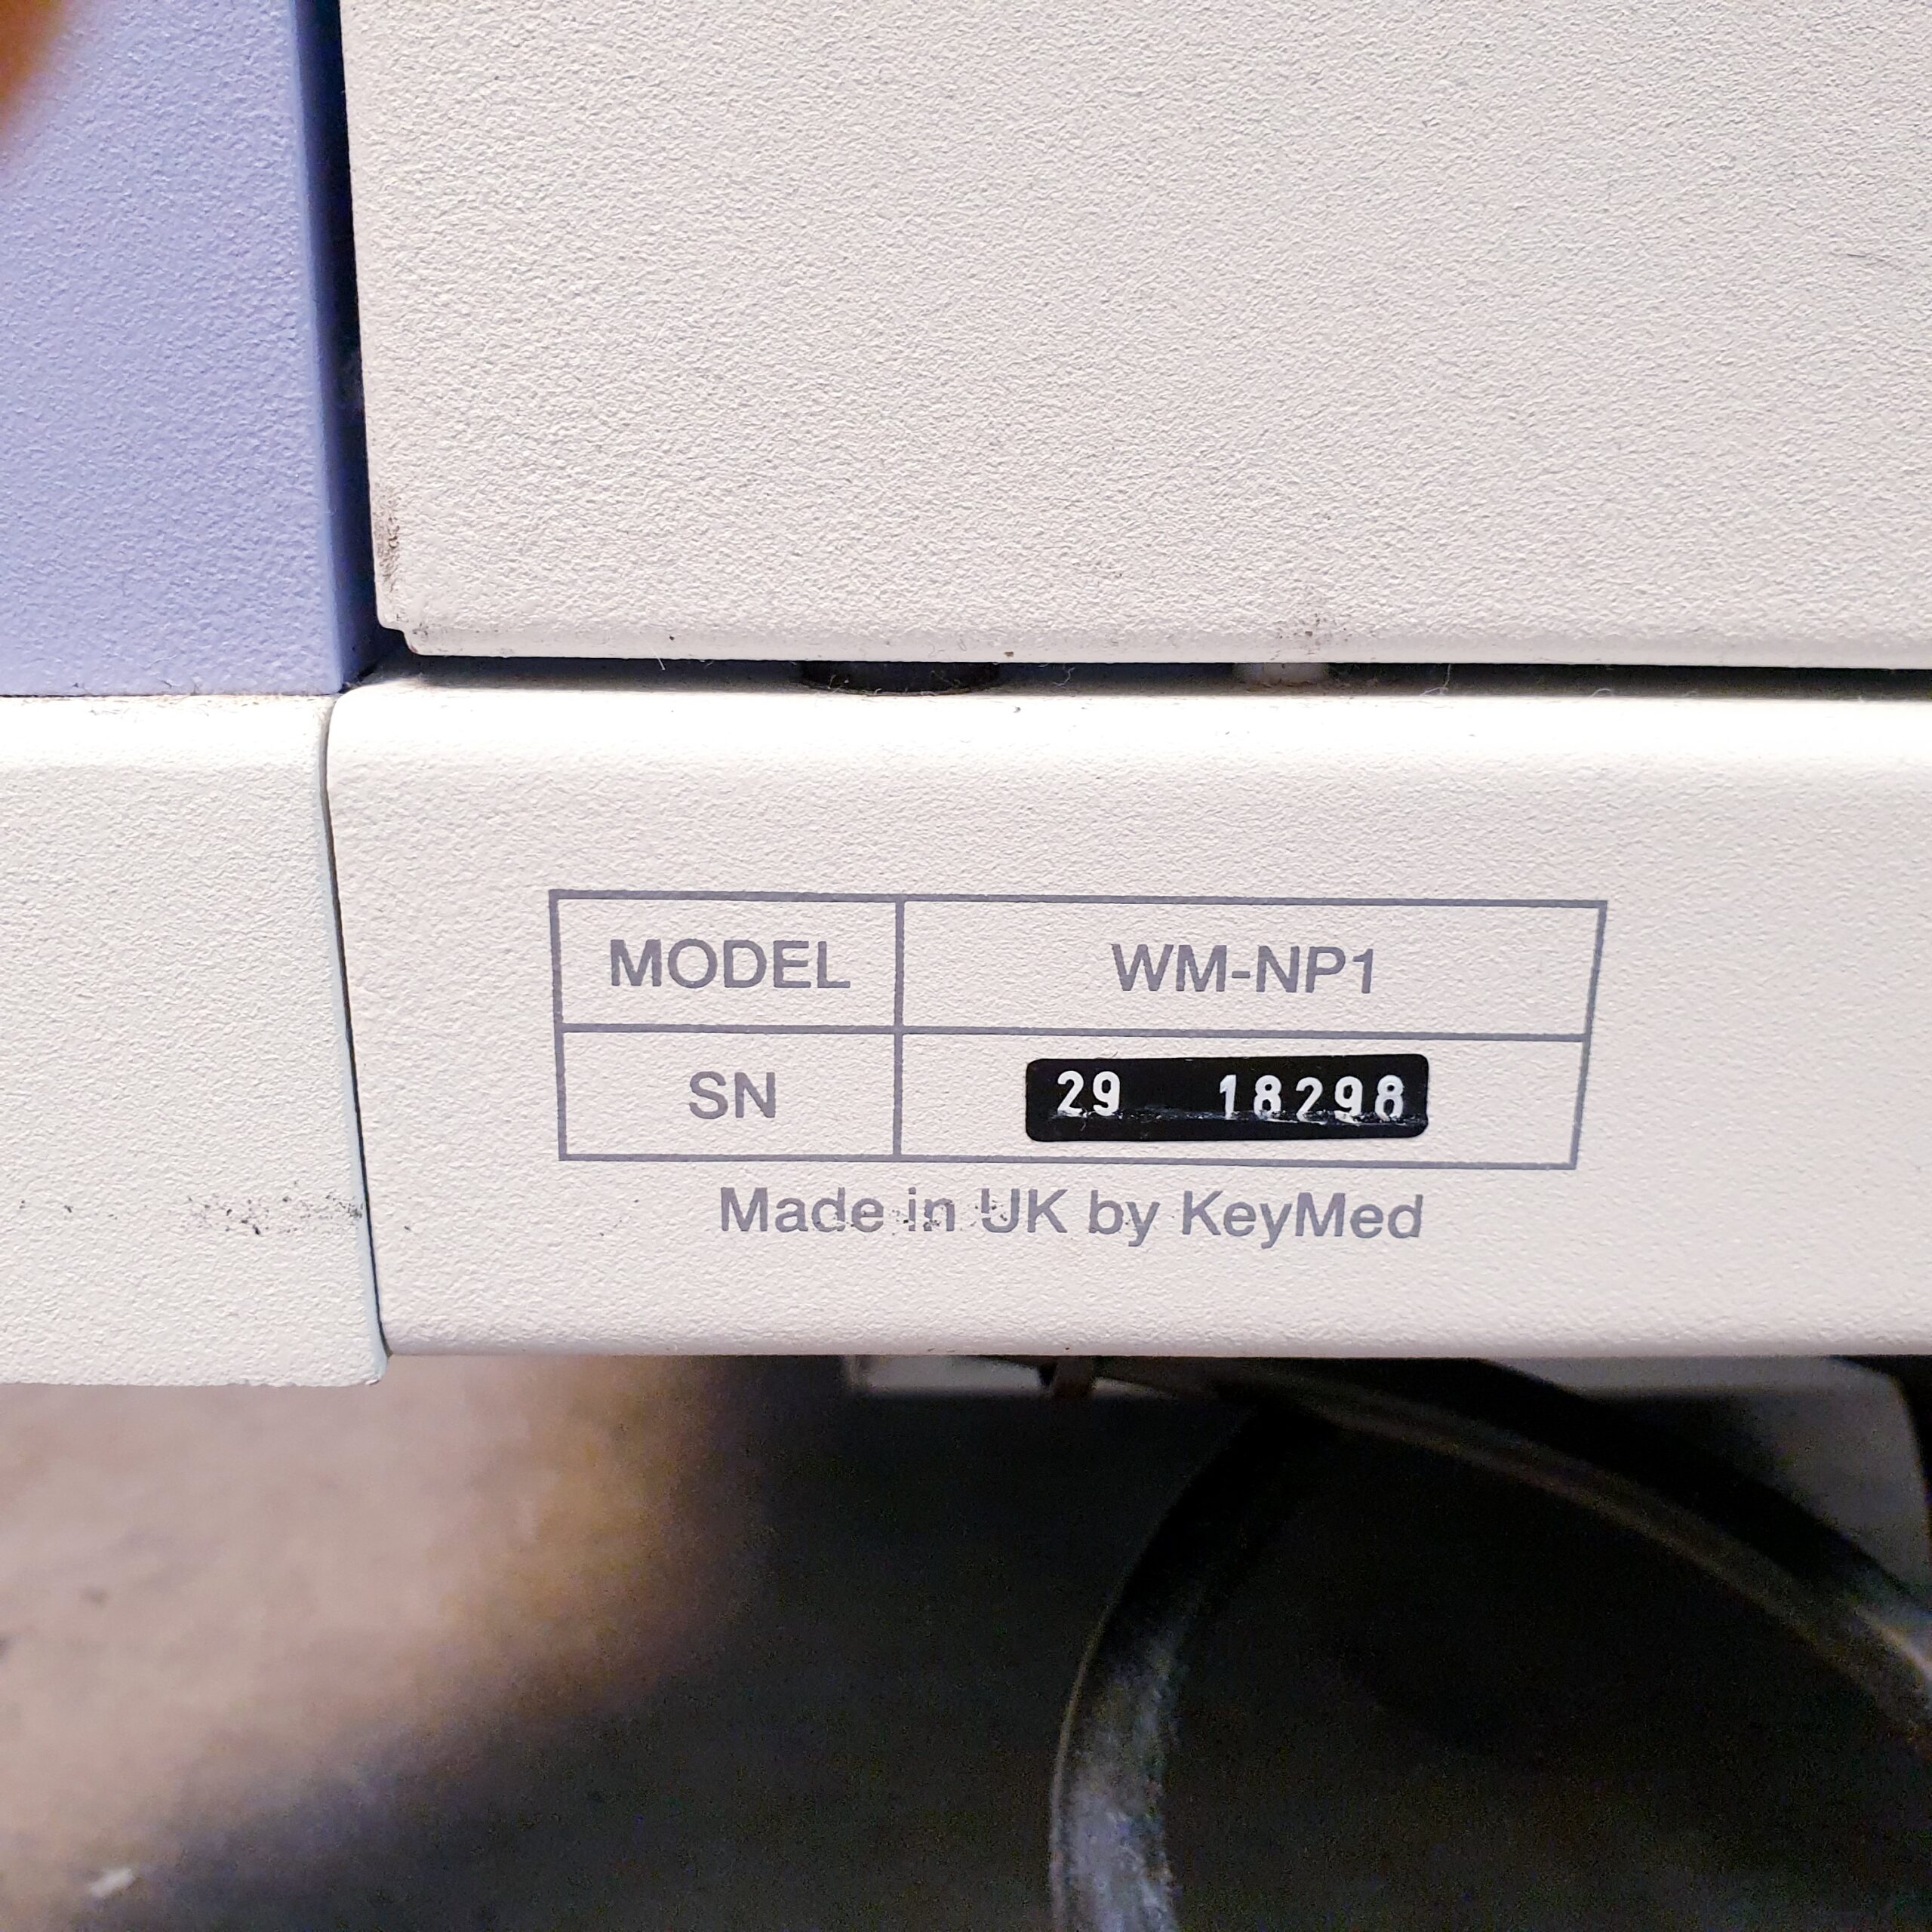 MODEL WM-NP1
SN 29 18298
Made in UK by KeyMed